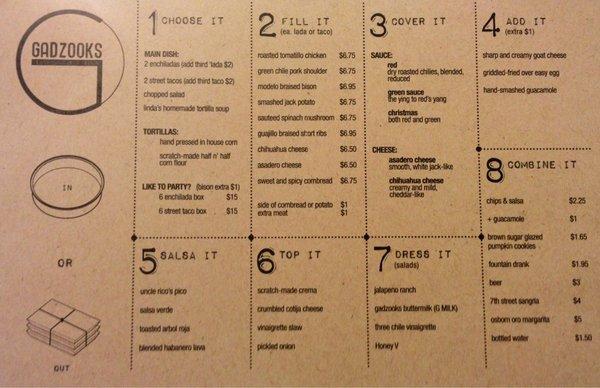 GADZOOKS
IN
OR
OUT
1 CHOOSE IT
MAIN DISH:
2 enchiladas (add third 'lada $2)
2 street tacos (add third taco $2)
chopped salad
linda's homemade tortilla soup
TORTILLAS:
hand pressed in house corn
scratch-made half n' half
corn flour
LIKE TO PARTY? (bison extra $1)
6 enchilada box $15
6 street taco box $15
2 FILL IT
(ea. lada or taco)
roasted tomatillo chicken $6.75
green chile pork shoulder $6.75
modelo braised bison $6.95
smashed jack potato $6.75
sauteed spinach mushroom $6.75
guajillo braised short ribs $6.95
chihuahua cheese $6.50
asadero cheese $6.50
sweet and spicy cornbread $6.75
side of cornbread or potato $1
extra meat $1
3 COVER IT
SAUCE:
red
dry roasted chilies, blended,
reduced
green sauce
the ying to red's yang
christmas
both red and green
CHEESE:
asadero cheese
smooth, white jack-like
chihuahua cheese
creamy and mild,
cheddar-like
4 ADD IT
(extra $1)
sharp and creamy goat cheese
griddled-fried over easy egg
hand-smashed guacamole
5 SALSA IT
uncle rico's pico
salsa verde
toasted arbol roja
blended habanero lava
6 TOP IT
scratch-made crema
crumbled cotija cheese
vinaigrette slaw
pickled onion
7 DRESS IT
(salads)
jalapeno ranch
gadzooks buttermilk (G MILK)
three chile vinaigrette
Honey V
8 COMBINE IT
chips & salsa $2.25
+ guacamole $1
brown sugar glazed $1.65
pumpkin cookies
fountain drank $1.95
beer $3
7th street sangria $4
osborn oro margarita $5
bottled water $1.50